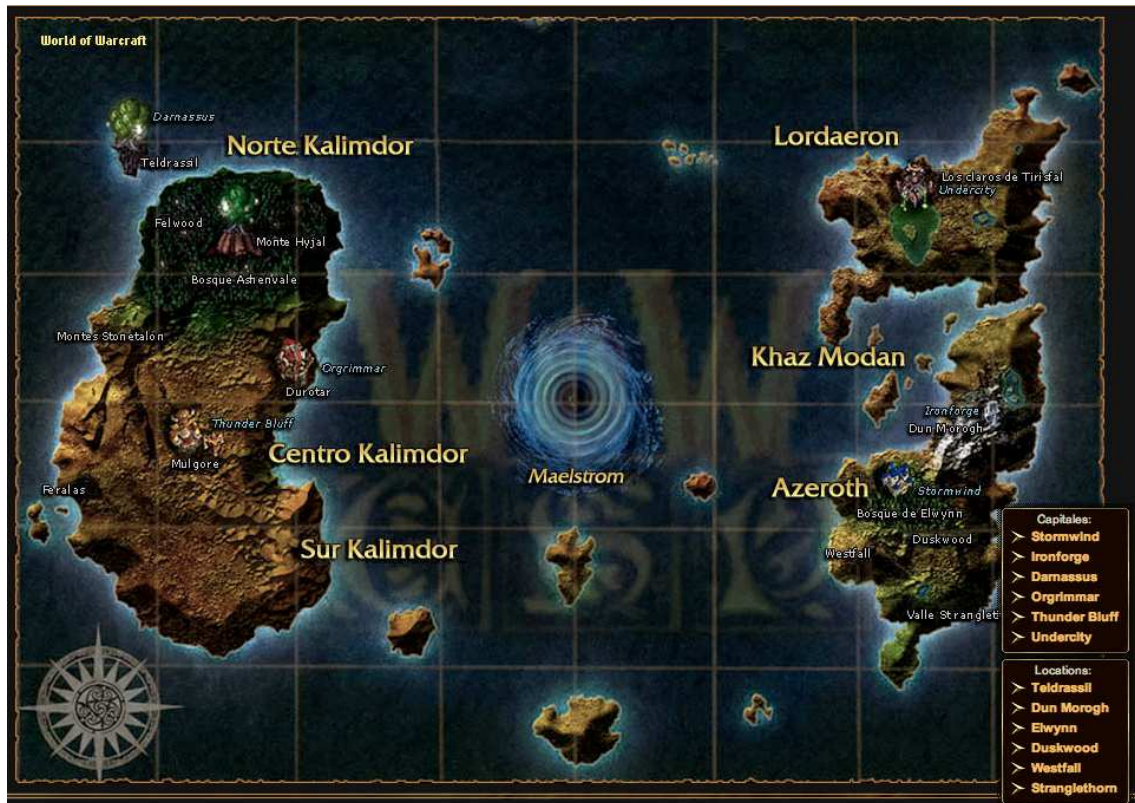 World of Warcraft
Darnassus
Teldrassil
Norte Kalimdor
Lordaeron
Los claros de Tirisfal
Undercity
Felwood
Monte Hyjal
Bosque Ashenvale
Montes Stonetalon
Orgrimmar
Durotar
Khaz Modan
Thunder Bluff
Mulgore
Centro Kalimdor
Ironforge
Dun Morogh
Maelstrom
Azeroth
Stormwind
Feralas
Bosque de Elwynn
Sur Kalimdor
Westfall
Duskwood
Valle Stranglet
Capitales:
Stormwind
Ironforge
Darnassus
Orgrimmar
Thunder Bluff
Undercity
Locations:
Teldrassil
Dun Morogh
Elwynn
Duskwood
Westfall
Stranglethorn